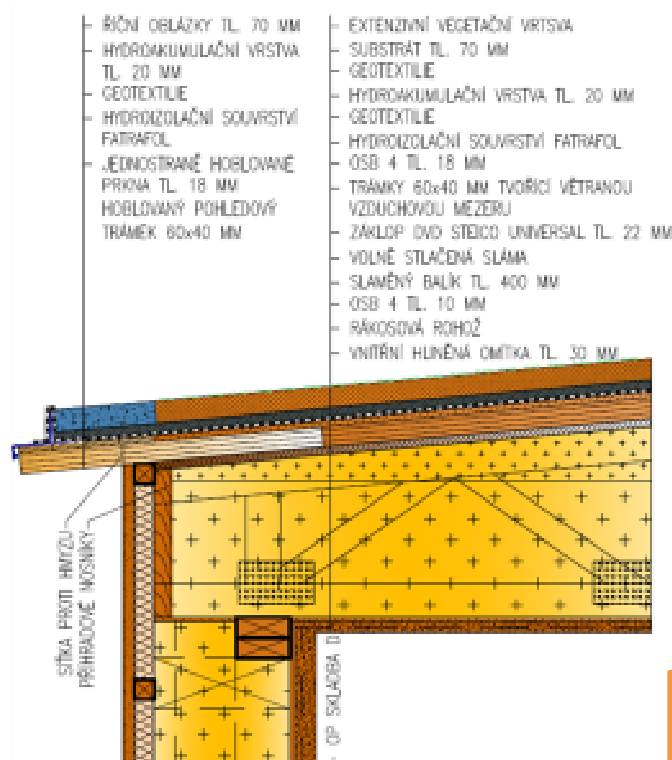 ŘÍČNÍ OBLÁZKY TL. 70 MM
HYDROAKUMULAČNÍ VRSTVA
TL. 20 MM
GEOTEXTILIE
HYDROIZOLAČNÍ SOUVRSTVÍ
FATRAFOL
JEDNOSTRANĚ HOBLOVANÉ
PRKNA TL. 18 MM
HOBLOVANÝ POHLEDOVÝ
TRÁMEK 60x40 MM
EXTENZIVNÍ VEGETAČNÍ VRTSVA
SUBSTRÁT TL. 70 MM
GEOTEXTILIE
HYDROAKUMULAČNÍ VRSTVA TL. 20 MM
GEOTEXTILIE
HYDROIZOLAČNÍ SOUVRSTVÍ FATRAFOL
OSB 4 TL. 18 MM
TRÁMKY 60x40 MM TVOŘÍCÍ VĚTRANOU
VZDUCHOVOU MEZERU
ZÁKLOP DVD STEICO UNIVERSAL TL. 22 MM
VOLNĚ STLAČENÁ SLÁMA
SLAMĚNÝ BALÍK TL. 400 MM
OSB 4 TL. 10 MM
RÁKOSOVÁ ROHOŽ
VNITŘNÍ HLINĚNÁ OMÍTKA TL. 30 MM
SÍŤKA PROTI HMYZU
PŘÍHRADOVÉ NOSNÍKY
OP SKLADBA D